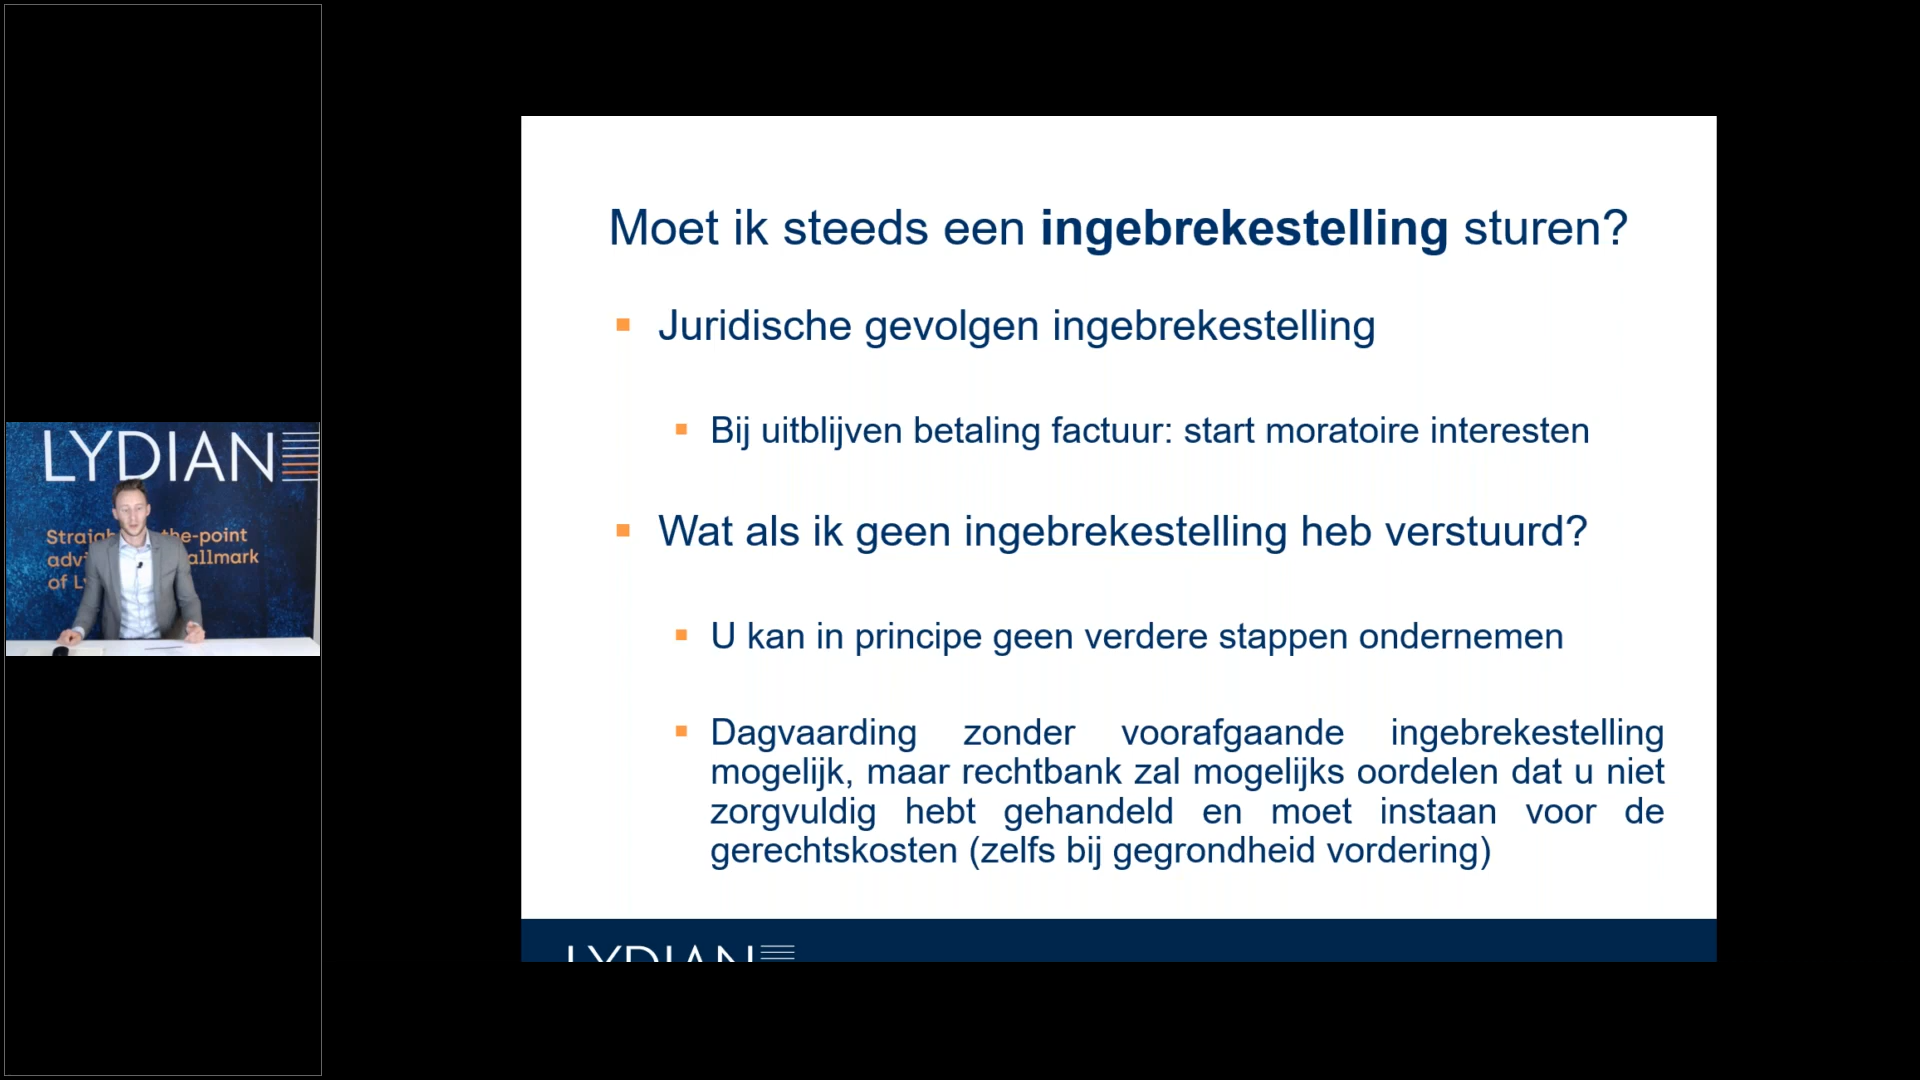 LYDIAN
the-point
allmark
of
Moet ik steeds een ingebrekestelling sturen?
Juridische gevolgen ingebrekestelling
Bij uitblijven betaling factuur: start moratoire interesten
Wat als ik geen ingebrekestelling heb verstuurd?
U kan in principe geen verdere stappen ondernemen
Dagvaarding zonder voorafgaande ingebrekestelling
mogelijk, maar rechtbank zal mogelijks oordelen dat u niet
zorgvuldig hebt gehandeld en moet instaan voor de
gerechtskosten (zelfs bij gegrondheid vordering)
LYDIAN